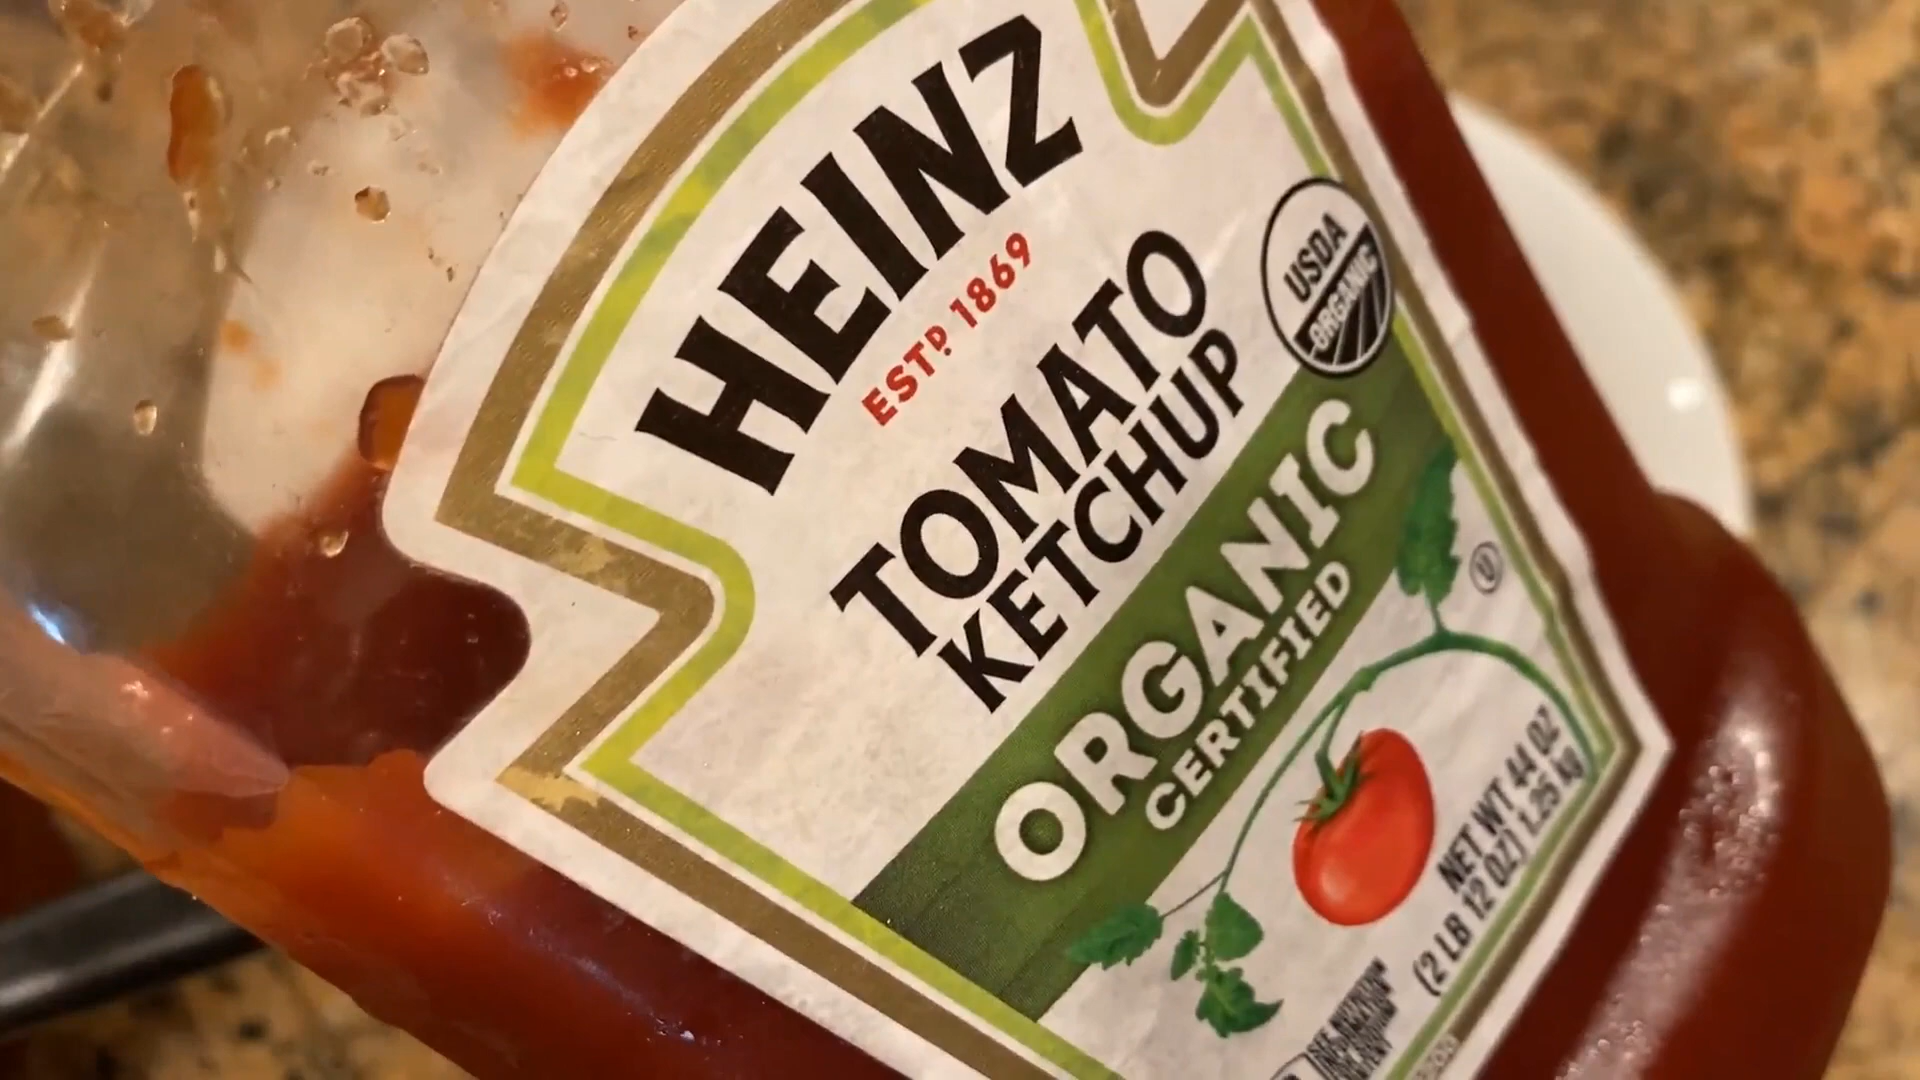 HEINZ
ESTD 1869
TOMATO
KETCHUP
USDA
ORGANIC
ORGANIC
CERTIFIED
U
NET WT 44 OZ
(2 LB 12 OZ) 1.25 kg